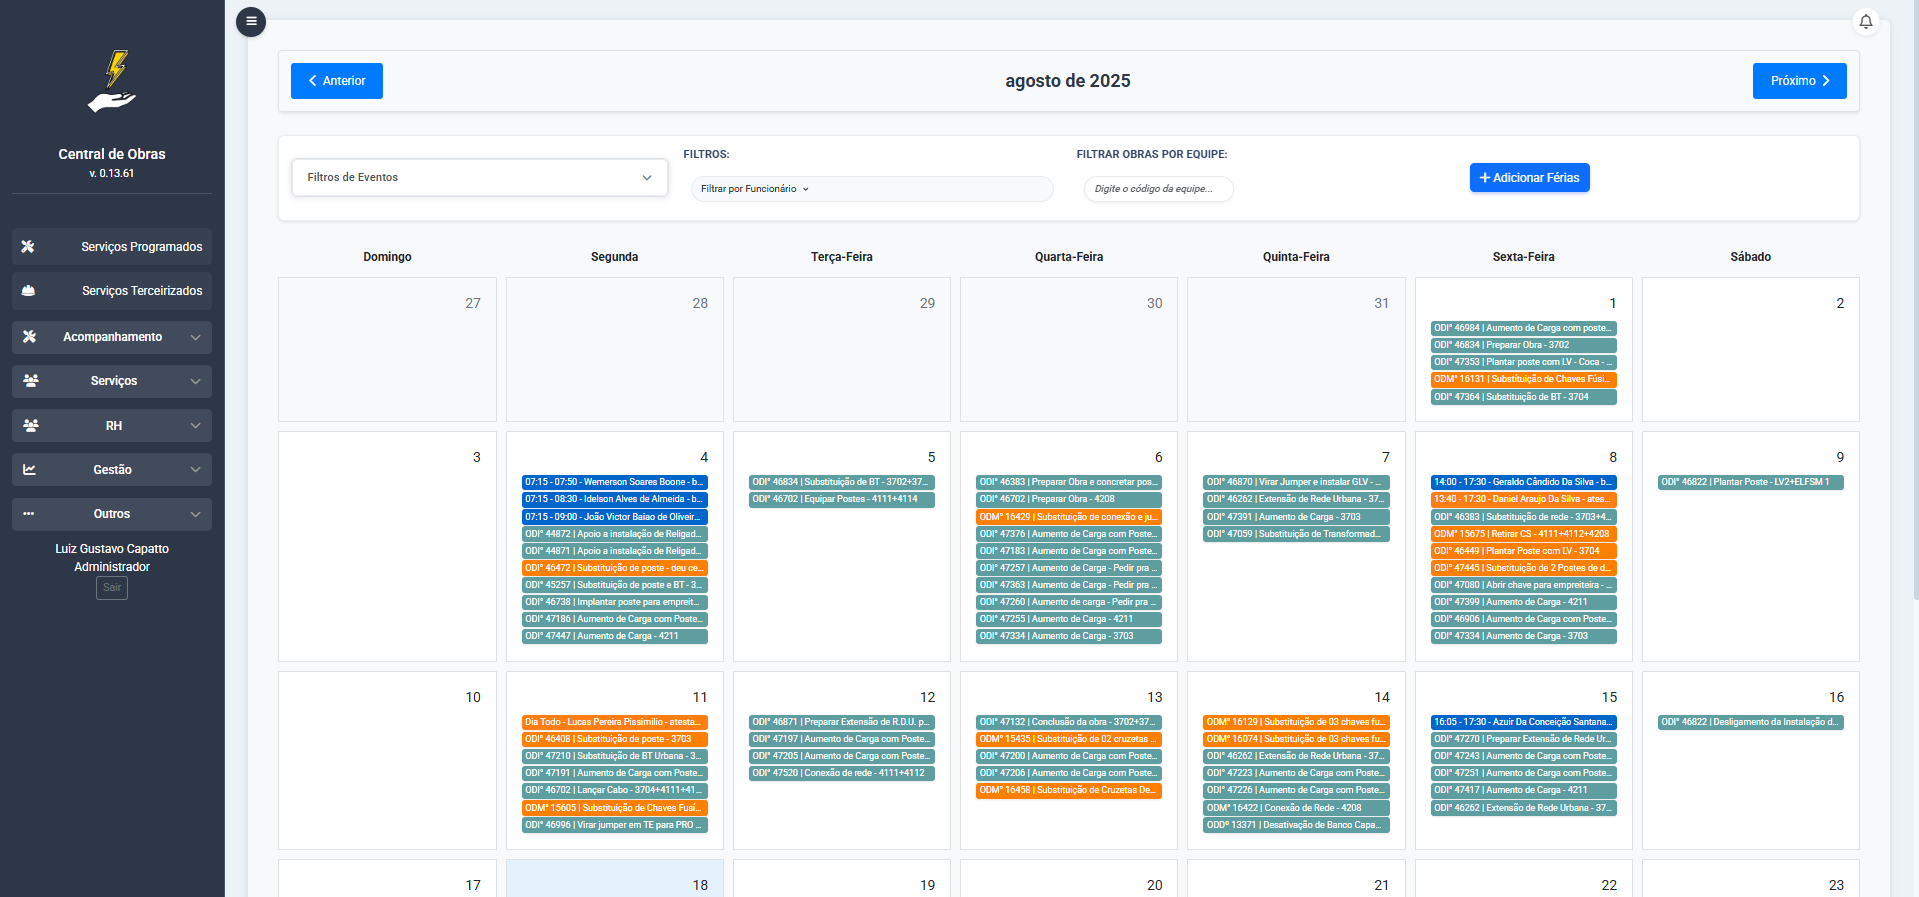 Central de Obras
v. 0.13.61
Serviços Programados
Serviços Terceirizados
Acompanhamento
Serviços
RH
Gestão
Outros
Luiz Gustavo Capatto
Administrador
Sair
Anterior
agosto de 2025
Próximo
Filtros de Eventos
FILTROS:
Filtrar por Funcionário
FILTRAR OBRAS POR EQUIPE:
Digite o código da equipe...
+ Adicionar Férias
Domingo
Segunda
Terça-Feira
Quarta-Feira
Quinta-Feira
Sexta-Feira
Sábado
27
28
29
30
31
1
ODI° 46984 | Aumento de Carga com poste...
ODI° 46834 | Preparar Obra - 3702
ODI° 47353 | Plantar poste com LV - Coca - ...
ODM° 16131 | Substituição de Chaves Fúsi...
ODI° 47364 | Substituição de BT - 3704
2
3
4
07:15 - 07:50 - Wemerson Soares Boone - b...
07:15 - 08:30 - Idelson Alves de Almeida - b...
07:15 - 09:00 - João Victor Baiao de Oliveir...
ODI° 44872 | Apoio a instalação de Religad...
ODI° 44871 | Apoio a instalação de Religad...
ODI° 46472 | Substituição de poste - deu ce...
ODI° 45257 | Substituição de poste e BT - 3...
ODI° 46738 | Implantar poste para empreit...
ODI° 47186 | Aumento de Carga com Poste...
ODI° 47447 | Aumento de Carga - 4211
5
ODI° 46834 | Substituição de BT - 3702+37...
ODI° 46702 | Equipar Postes - 4111+4114
6
ODI° 46383 | Preparar Obra e concretar pos...
ODI° 46702 | Preparar Obra - 4208
ODM° 16429 | Substituição de conexão e ju...
ODI° 47376 | Aumento de Carga com Poste...
ODI° 47183 | Aumento de Carga com Poste...
ODI° 47257 | Aumento de Carga - Pedir pra ...
ODI° 47363 | Aumento de Carga - Pedir pra ...
ODI° 47260 | Aumento de carga - Pedir pra ...
ODI° 47255 | Aumento de Carga - 4211
ODI° 47334 | Aumento de Carga - 3703
7
ODI° 46870 | Virar Jumper e instalar GLV - ...
ODI° 46262 | Extensão de Rede Urbana - 37...
ODI° 47391 | Aumento de Carga - 3703
ODI° 47059 | Substituição de Transformad...
8
14:00 - 17:30 - Geraldo Cândido Da Silva - b...
13:40 - 17:30 - Daniel Araujo Da Silva - ates...
ODI° 46383 | Substituição de rede - 3703+4...
ODM° 15675 | Retirar CS - 4111+4112+4208
ODI° 46449 | Plantar Poste com LV - 3704
ODI° 47445 | Substituição de 2 Postes de d...
ODI° 47080 | Abrir chave para empreiteira - ...
ODI° 47399 | Aumento de Carga - 4211
ODI° 46906 | Aumento de Carga com Poste...
ODI° 47334 | Aumento de Carga - 3703
9
ODI° 46822 | Plantar Poste - LV2+ELFSM 1
10
11
Dia Todo - Lucas Pereira Pissimilio - atesta...
ODI° 46408 | Substituição de poste - 3703
ODI° 47210 | Substituição de BT Urbana - 3...
ODI° 47191 | Aumento de Carga com Poste...
ODI° 46702 | Lançar Cabo - 3704+4111+41...
ODM° 15605 | Substituição de Chaves Fusí...
ODI° 46996 | Virar jumper em TE para PRO ...
12
ODI° 46871 | Preparar Extensão de R.D.U. p...
ODI° 47197 | Aumento de Carga com Poste...
ODI° 47205 | Aumento de Carga com Poste...
ODI° 47520 | Conexão de rede - 4111+4112
13
ODI° 47132 | Conclusão da obra - 3702+37...
ODM° 15435 | Substituição de 02 cruzetas ...
ODI° 47200 | Aumento de Carga com Poste...
ODI° 47206 | Aumento de Carga com Poste...
ODM° 16458 | Substituição de Cruzetas De...
14
ODM° 16129 | Substituição de 03 chaves fu...
ODM° 16074 | Substituição de 03 chaves fu...
ODI° 46262 | Extensão de Rede Urbana - 37...
ODI° 47223 | Aumento de Carga com Poste...
ODI° 47226 | Aumento de Carga com Poste...
ODM° 16422 | Conexão de Rede - 4208
ODDº 13371 | Desativação de Banco Capa...
15
16:05 - 17:30 - Azuir Da Conceição Santana...
ODI° 47270 | Preparar Extensão de Rede Ur...
ODI° 47243 | Aumento de Carga com Poste...
ODI° 47251 | Aumento de Carga com Poste...
ODI° 47417 | Aumento de Carga - 4211
ODI° 46262 | Extensão de Rede Urbana - 37...
16
ODI° 46822 | Desligamento da Instalação d...
17
18
19
20
21
22
23